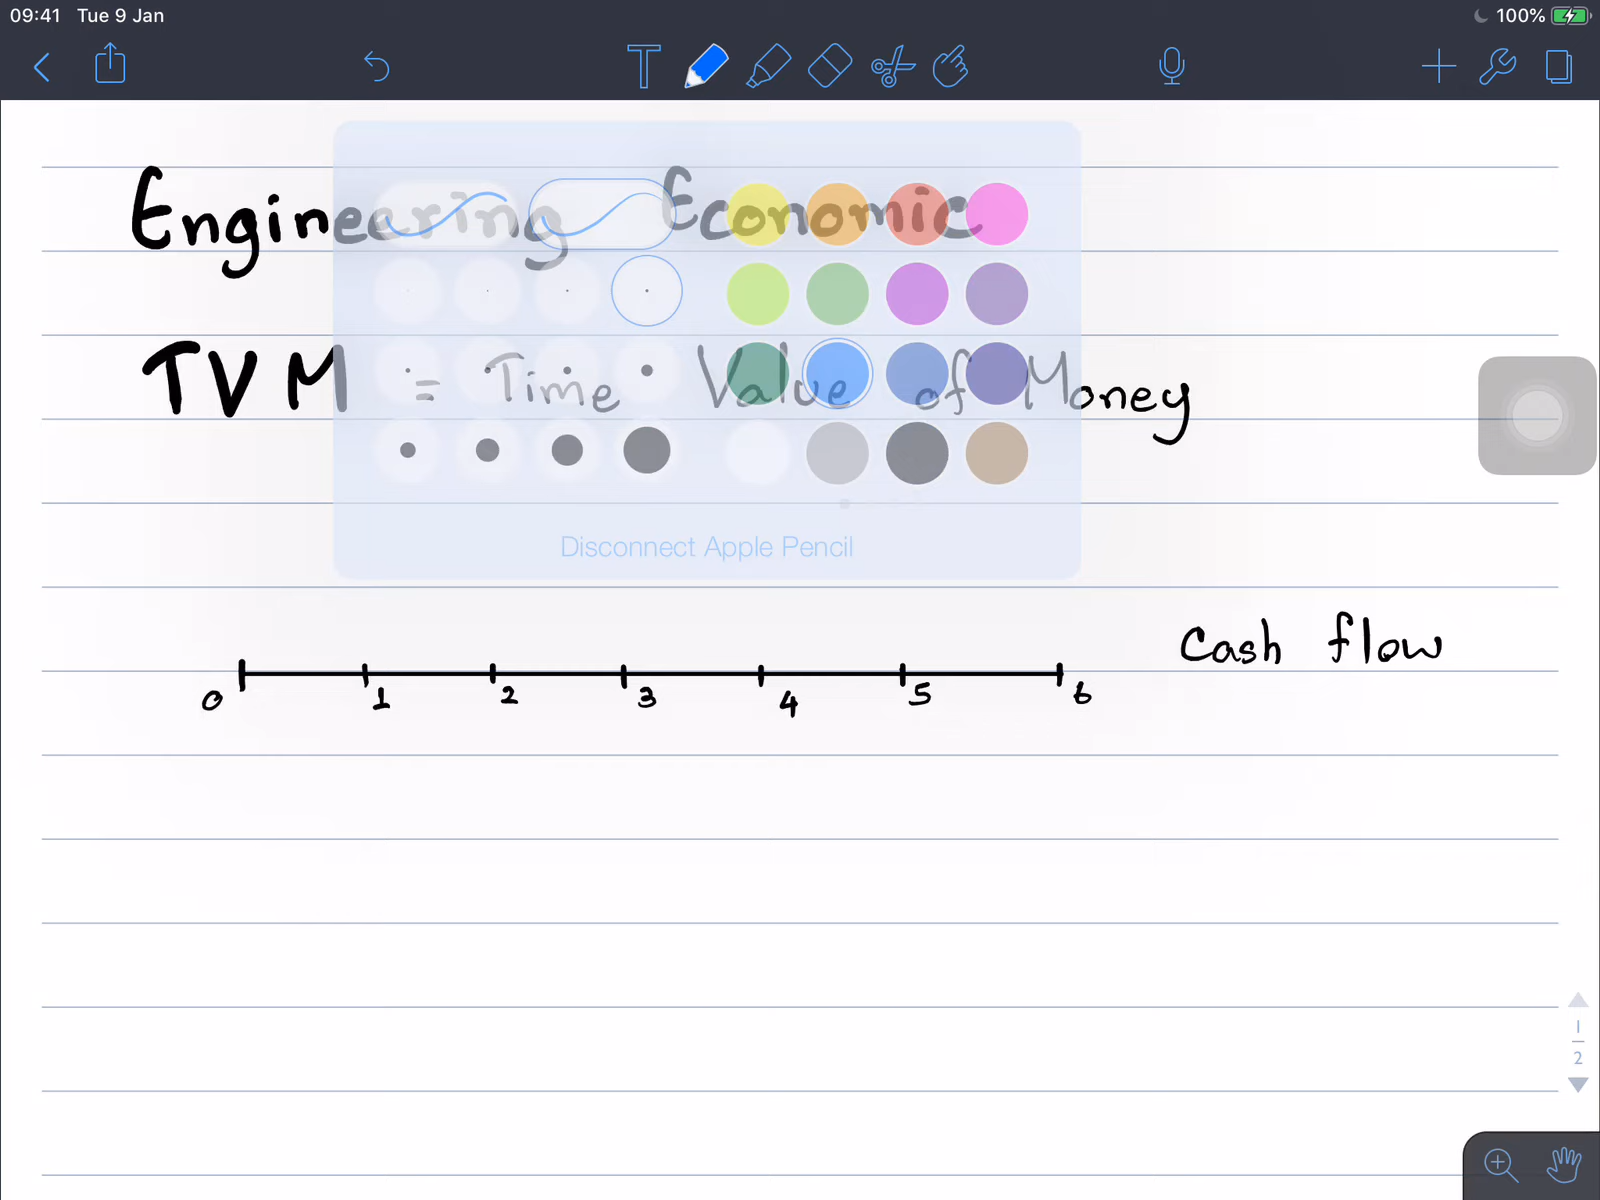 09:41 Tue 9 Jan 100%
T
Engineering Economic
TVM = Time Value of Money
Disconnect Apple Pencil
Cash flow
0 1 2 3 4 5 6
1
2